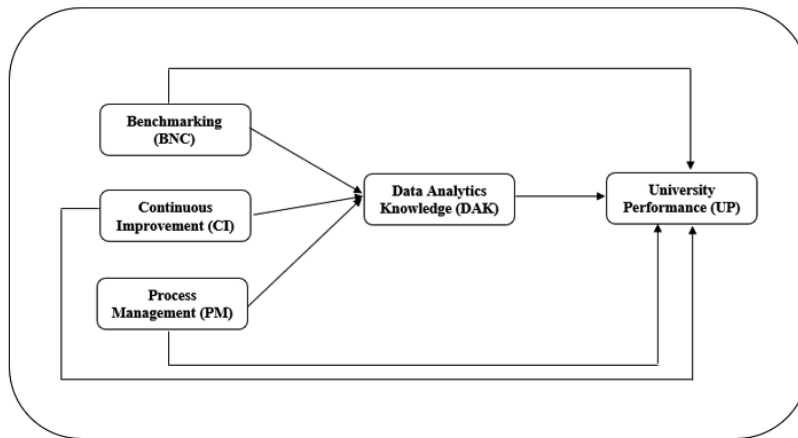 Benchmarking
(BNC)
Continuous
Improvement (CI)
Process
Management (PM)
Data Analytics
Knowledge (DAK)
University
Performance (UP)